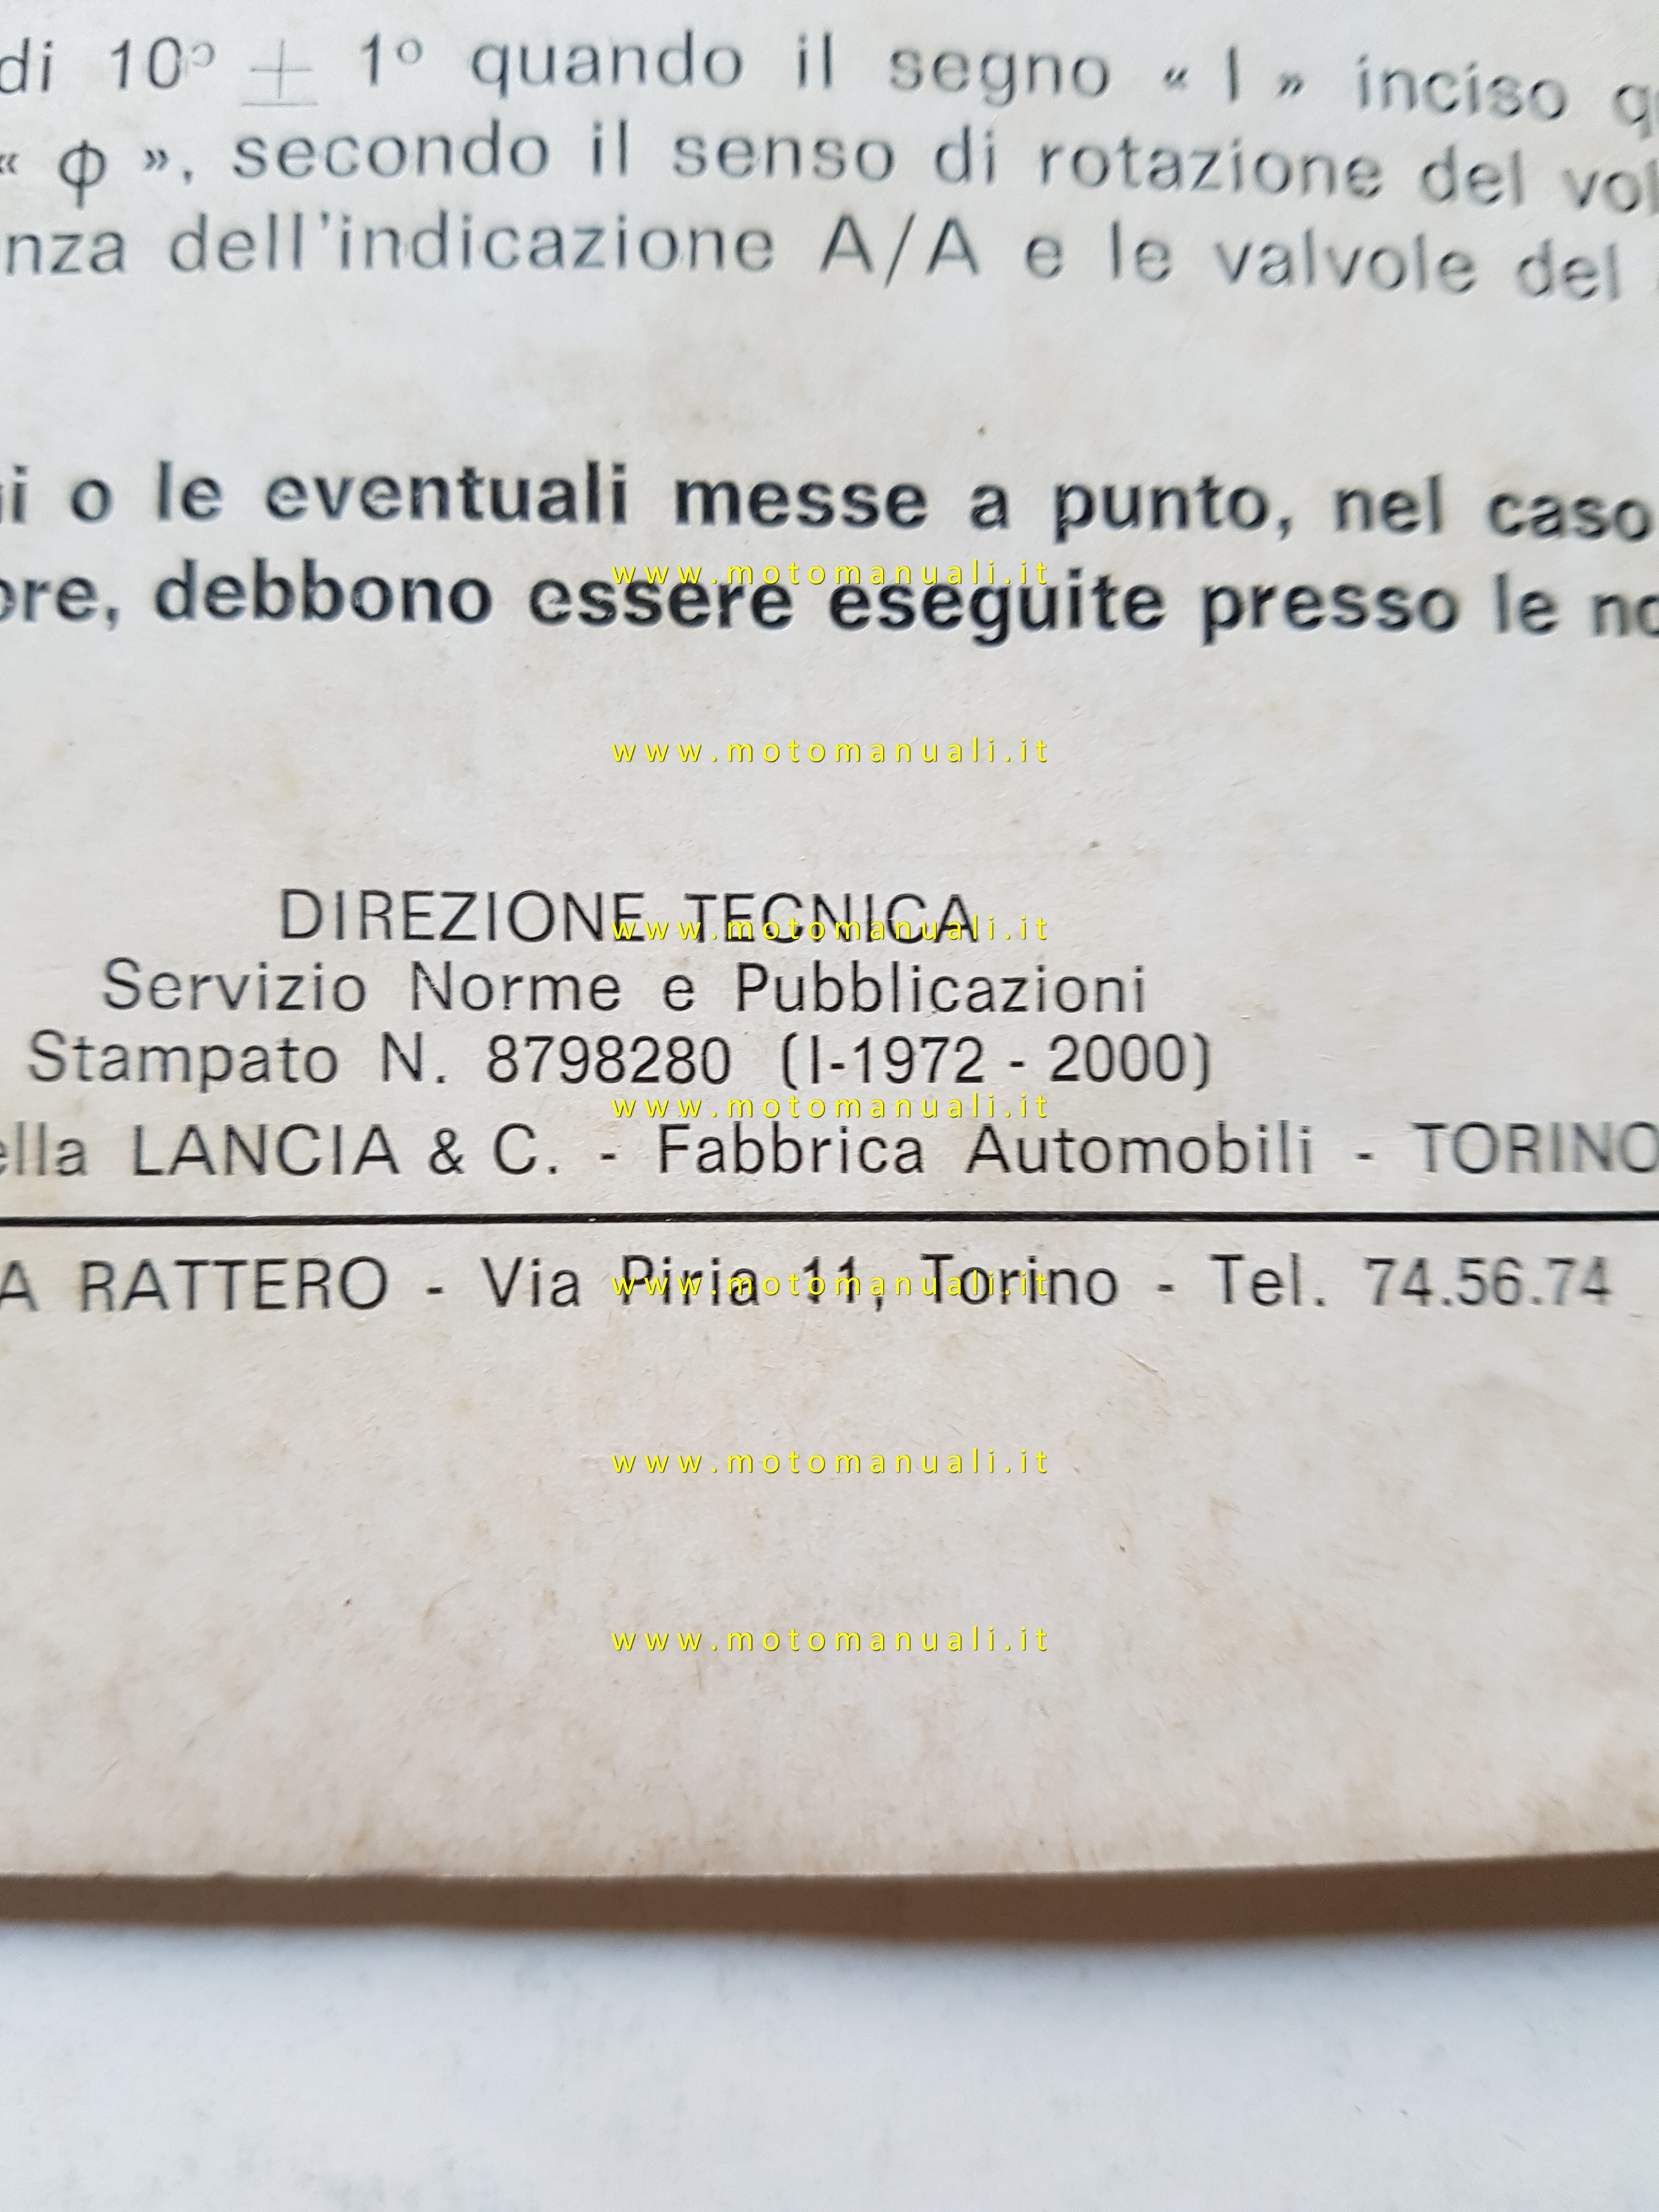 di 10° ± 1° quando il segno « I » inciso
« φ », secondo il senso di rotazione del
dell'indicazione A/A e le valvole del
o le eventuali messe a punto, nel caso
www.motomanuali.it
debbono essere eseguite presso le
www.motomanuali.it
DIREZIONE TECNICA
www.motomanuali.it
Servizio Norme e Pubblicazioni
Stampato N. 8798280 (I-1972 - 2000)
www.motomanuali.it
LANCIA & C. - Fabbrica Automobili - TORINO
RATTERO - Via Piria 11, Torino - Tel. 74.56.74
www.motomanuali.it
www.motomanuali.it
www.motomanuali.it